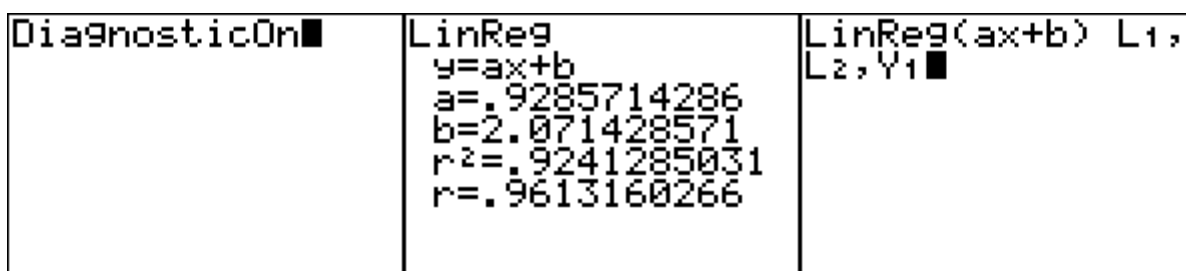 DiagnosticOn
LinReg
y=ax+b
a=.9285714286
b=2.071428571
r²=.9241285031
r=.9613160266
LinReg(ax+b) L₁,
L₂,Y₁